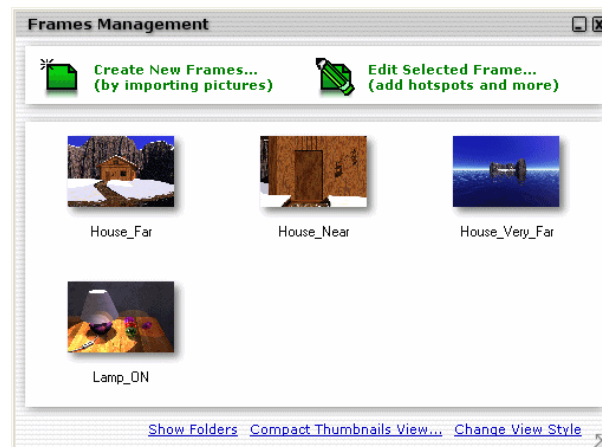 Frames Management
Create New Frames...
(by importing pictures)
Edit Selected Frame...
(add hotspots and more)
House_Far
House_Near
House_Very_Far
Lamp_ON
Show Folders Compact Thumbnails View... Change View Style